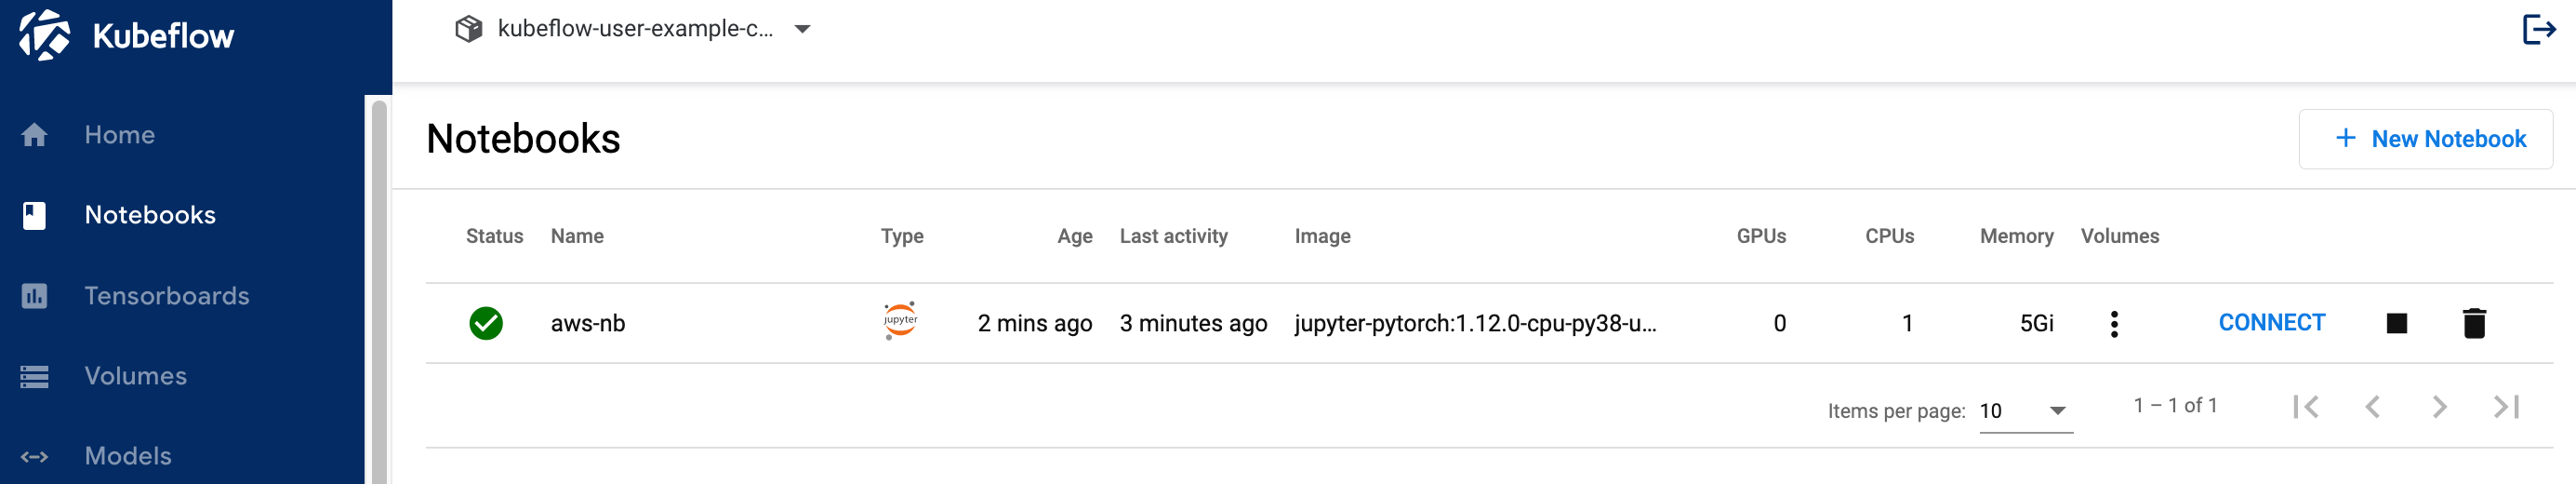 Kubeflow
kubeflow-user-example-c...
Home
Notebooks
Tensorboards
Volumes
Models
Notebooks
+ New Notebook
Status Name Type Age Last activity Image GPUs CPUs Memory Volumes
aws-nb jupyter 2 mins ago 3 minutes ago jupyter-pytorch:1.12.0-cpu-py38-u... 0 1 5Gi CONNECT
Items per page: 10 1 – 1 of 1